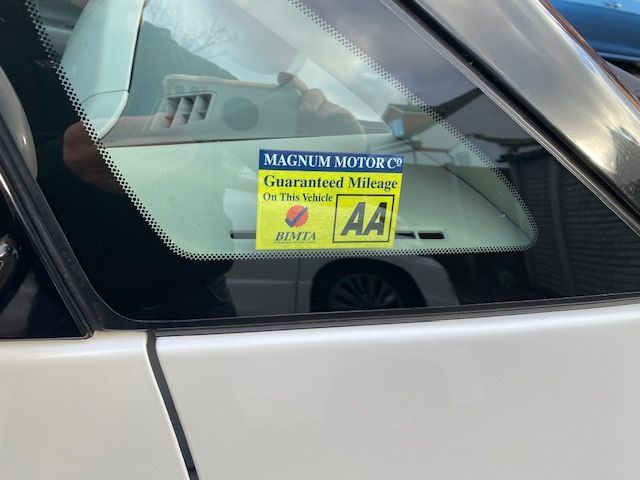 MAGNUM MOTOR Cº
Guaranteed Mileage
On This Vehicle
AA
BIMTA